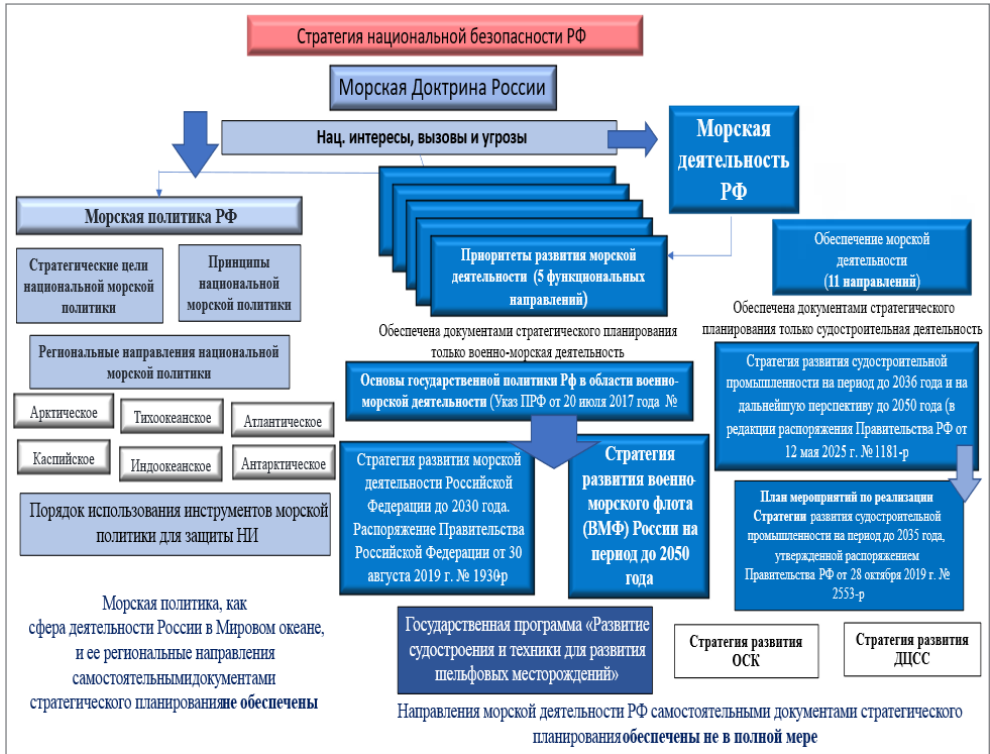 Стратегия национальной безопасности РФ
Морская Доктрина России
Нац. интересы, вызовы и угрозы
Морская
деятельность
РФ
Морская политика РФ
Стратегические цели
национальной морской
политики
Принципы
национальной
морской политики
Региональные направления национальной
морской политики
Арктическое
Тихоокеанское
Атлантическое
Каспийское
Индоокеанское
Антарктическое
Порядок использования инструментов морской
политики для защиты НИ
Морская политика, как
сфера деятельности России в Мировом океане,
и ее региональные направления
самостоятельнымидокументами
стратегического планированияне обеспечены
Приоритеты развития морской
деятельности (5 функциональных
направлений)
Обеспечена документами стратегического планирования
только военно-морская деятельность
Основы государственной политики Рф в области военно-
морской деятельности (Указ ПРФ от 20 июля 2017 года №
Стратегия развития морской
деятельности Российской
Федерации до 2030 года.
Распоряжение Правительства
Российской Федерации от 30
августа 2019 г. № 1930-р
Стратегия
развития военно-
морского флота
(ВМФ) России на
период до 2050
года
Государственная программа «Развитие
судостроения и техники для развития
шельфовых месторождений»
Обеспечение морской
деятельности
(11 направлений)
Обеспечена документами стратегического
планирования только судостроительная деятельность
Стратегия развития судостроительной
промышленности на период до 2036 года и на
дальнейшую перспективу до 2050 года (в
редакции распоряжения Правительства РФ от
12 мая 2025 г. № 1181-р
План мероприятий по реализации
Стратегии развития судостроительной
промышленности на период до 2035 года,
утвержденной распоряжением
Правительства РФ от 28 октября 2019 г. №
2553-р
Стратегия развития
ОСК
Стратегия развития
ДЦСС
Направления морской деятельности РФ самостоятельными документами стратегического
планирования обеспечены не в полной мере